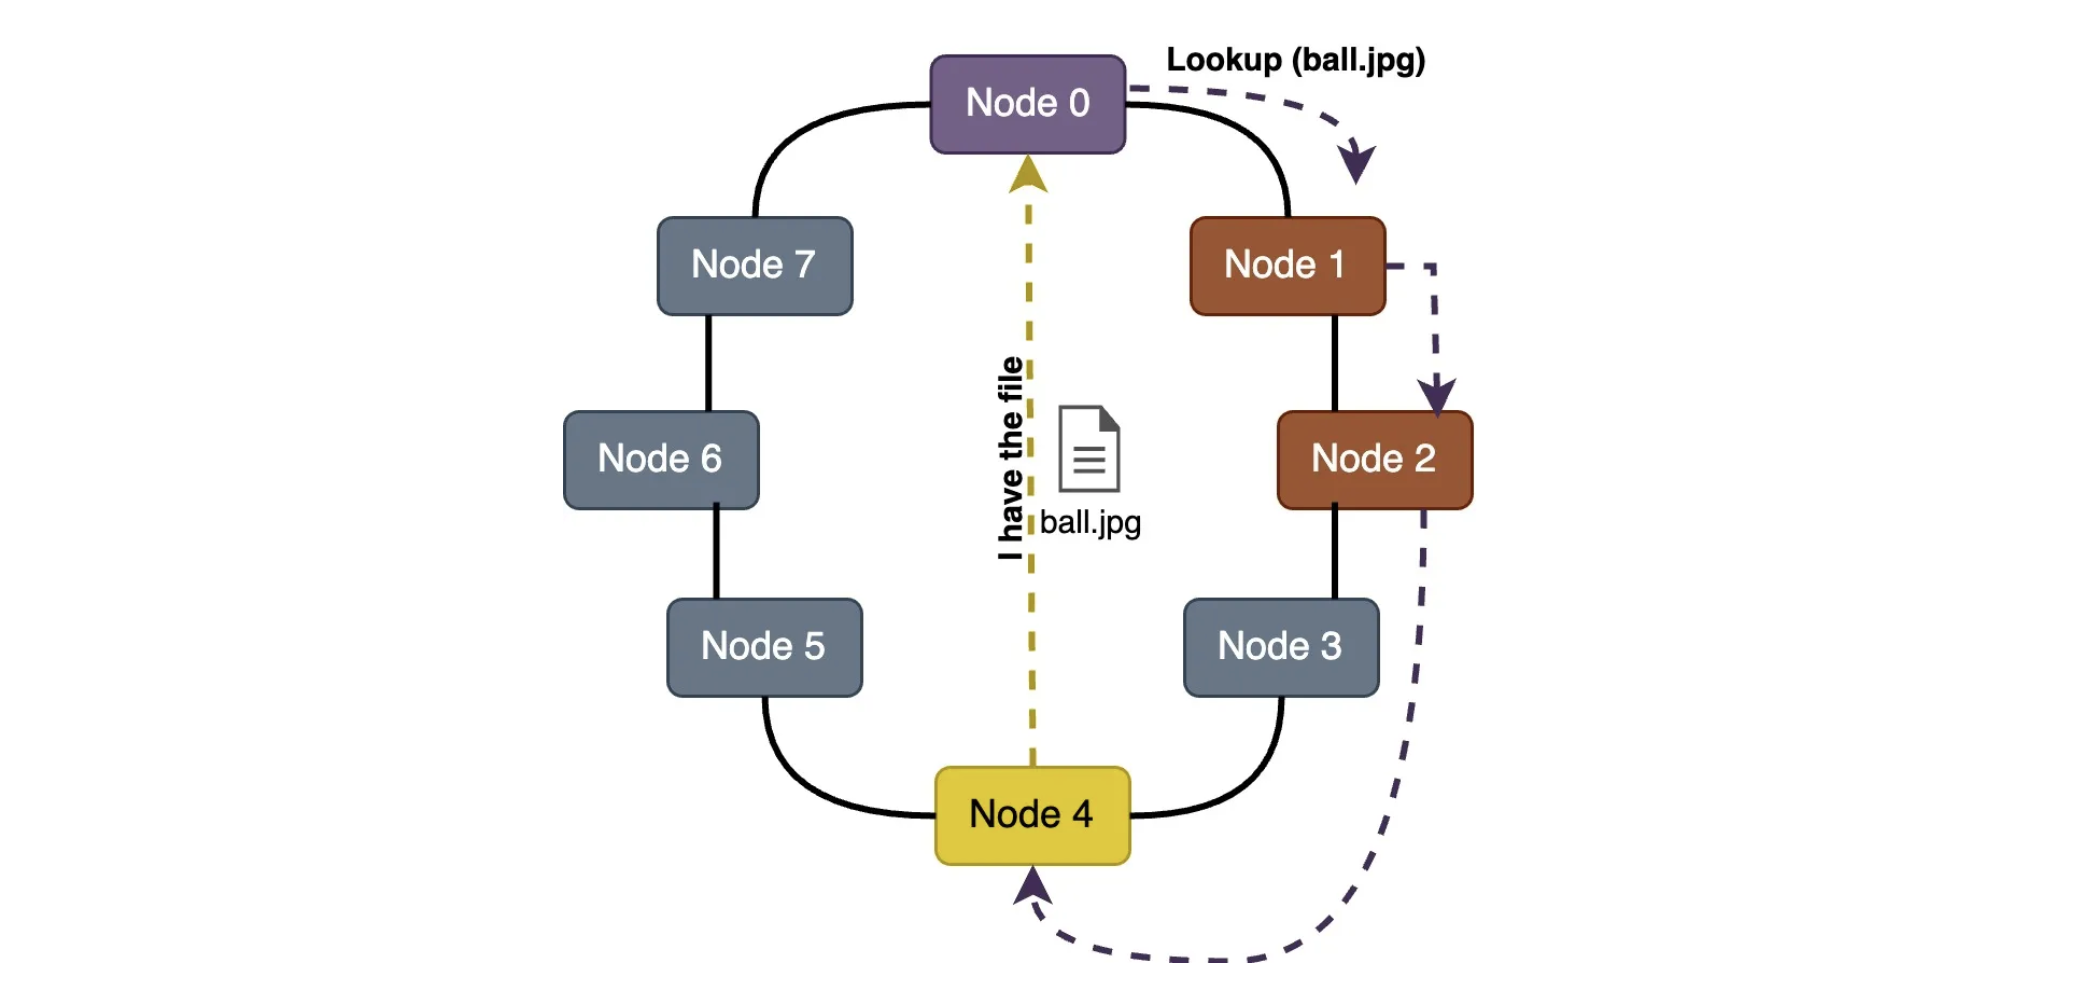 Lookup (ball.jpg)
Node 0
Node 7
Node 1
I have the file
Node 6
Node 2
ball.jpg
Node 5
Node 3
Node 4